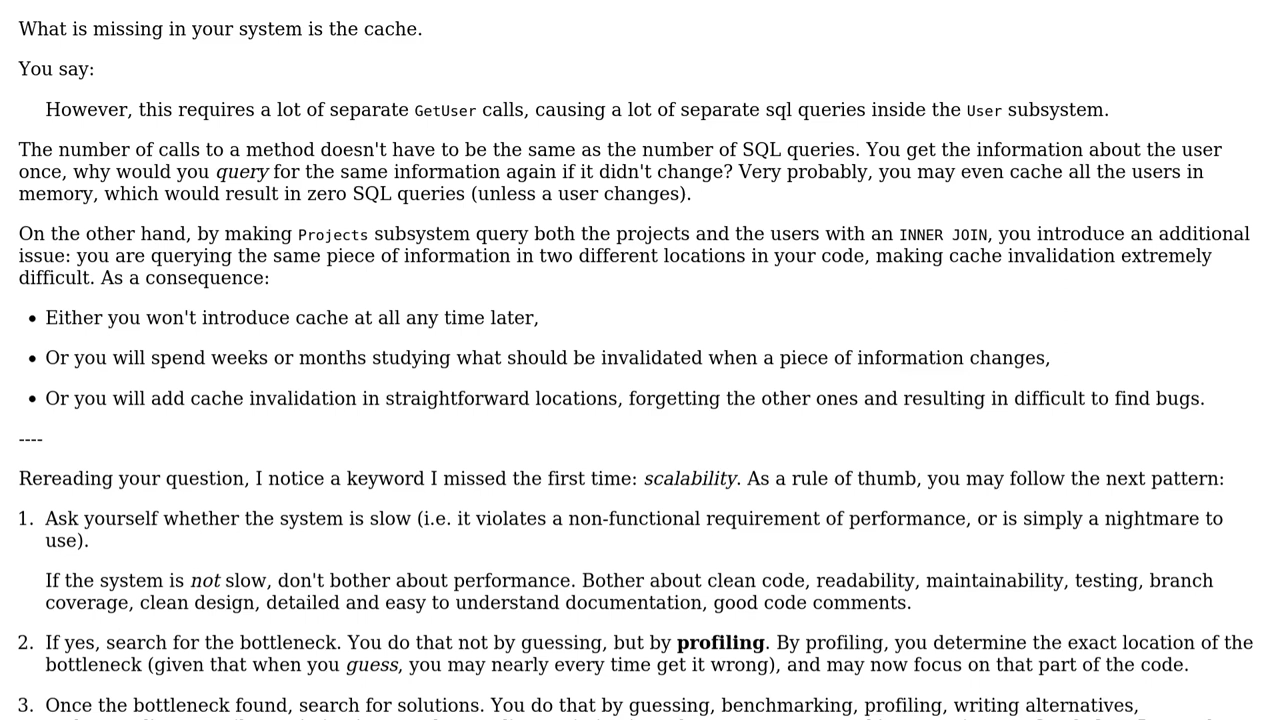 What is missing in your system is the cache.
You say:
However, this requires a lot of separate GetUser calls, causing a lot of separate sql queries inside the User subsystem.
The number of calls to a method doesn't have to be the same as the number of SQL queries. You get the information about the user
once, why would you query for the same information again if it didn't change? Very probably, you may even cache all the users in
memory, which would result in zero SQL queries (unless a user changes).
On the other hand, by making Projects subsystem query both the projects and the users with an INNER JOIN, you introduce an additional
issue: you are querying the same piece of information in two different locations in your code, making cache invalidation extremely
difficult. As a consequence:
• Either you won't introduce cache at all any time later,
• Or you will spend weeks or months studying what should be invalidated when a piece of information changes,
• Or you will add cache invalidation in straightforward locations, forgetting the other ones and resulting in difficult to find bugs.
----
Rereading your question, I notice a keyword I missed the first time: scalability. As a rule of thumb, you may follow the next pattern:
1. Ask yourself whether the system is slow (i.e. it violates a non-functional requirement of performance, or is simply a nightmare to
use).
If the system is not slow, don't bother about performance. Bother about clean code, readability, maintainability, testing, branch
coverage, clean design, detailed and easy to understand documentation, good code comments.
2. If yes, search for the bottleneck. You do that not by guessing, but by profiling. By profiling, you determine the exact location of the
bottleneck (given that when you guess, you may nearly every time get it wrong), and may now focus on that part of the code.
3. Once the bottleneck found, search for solutions. You do that by guessing, benchmarking, profiling, writing alternatives,